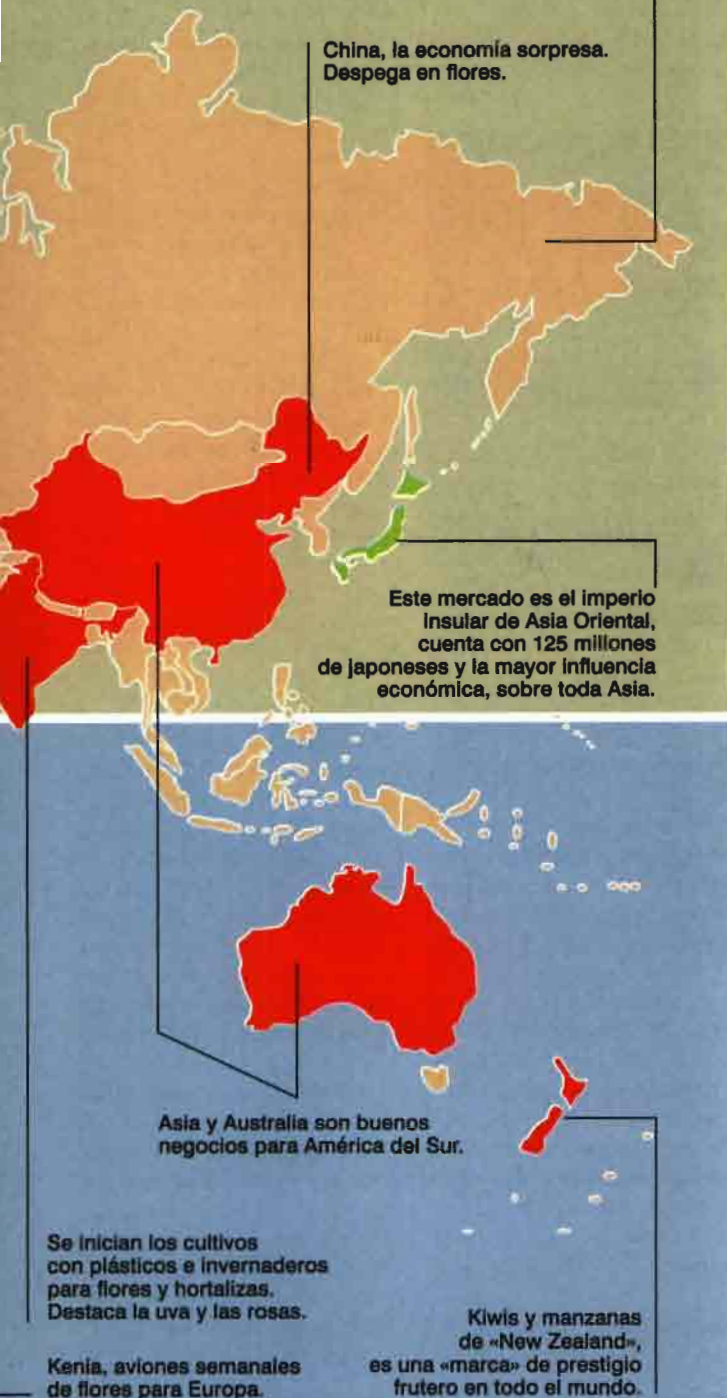 China, la economía sorpresa.
Despega en flores.
Este mercado es el imperio
insular de Asia Oriental,
cuenta con 125 millones
de japoneses y la mayor influencia
económica, sobre toda Asia.
Asia y Australia son buenos
negocios para América del Sur.
Se inician los cultivos
con plásticos e invernaderos
para flores y hortalizas.
Destaca la uva y las rosas.
Kiwis y manzanas
de «New Zealand»,
es una «marca» de prestigio
frutero en todo el mundo.
Kenia, aviones semanales
de flores para Europa.